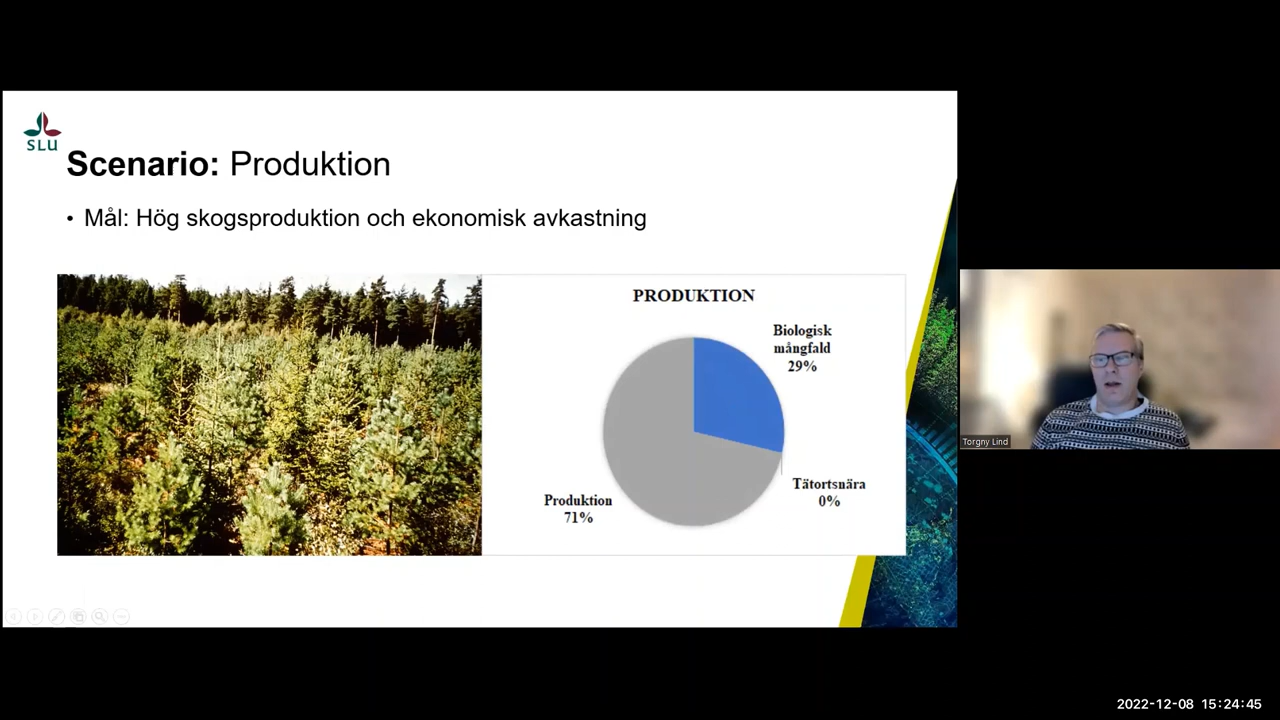 SLU
Scenario: Produktion
• Mål: Hög skogsproduktion och ekonomisk avkastning
PRODUKTION
Biologisk
mångfald
29%
Tätortsnära
0%
Produktion
71%
Torgny Lind
2022-12-08 15:24:45